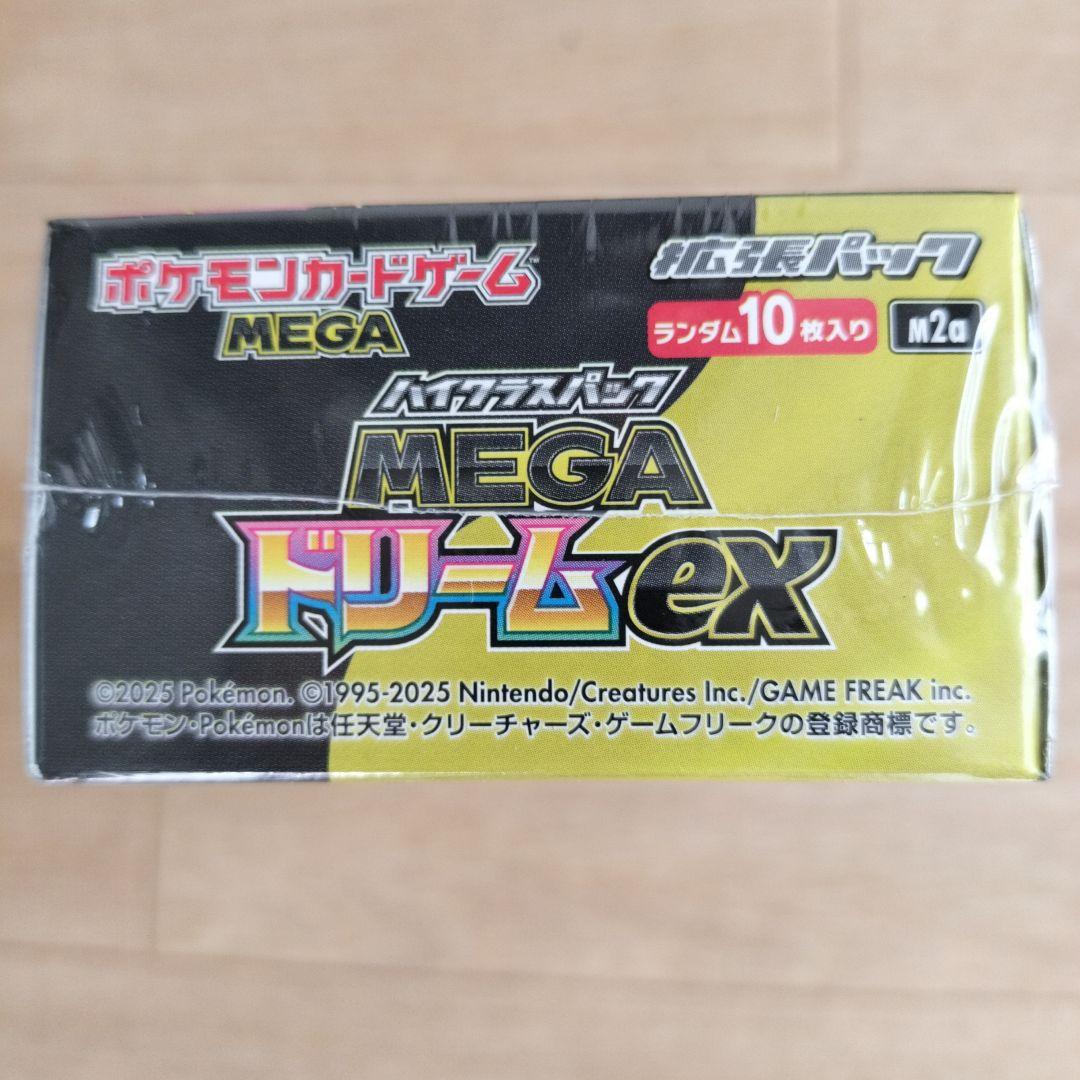 ポケモンカードゲーム™
MEGA
拡張パック
ランダム10枚入り
M2a
ハイクラスパック
MEGA
ドリームex
©2025 Pokémon. ©1995-2025 Nintendo/Creatures Inc./GAME FREAK inc.
ポケモン・Pokémonは任天堂・クリーチャーズ・ゲームフリークの登録商標です。